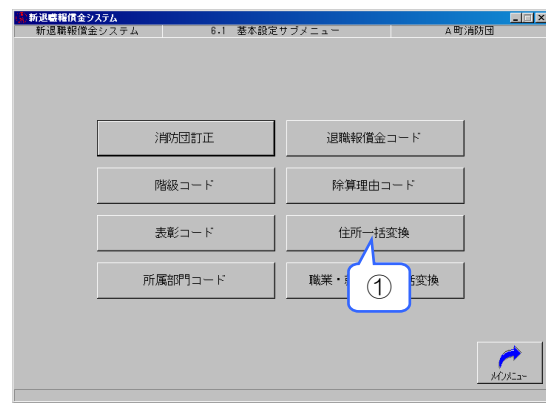 新退職報償金システム
新退職報償金システム 6.1 基本設定サブメニュー A町消防団
消防団訂正 退職報償金コード
階級コード 除算理由コード
表彰コード 住所一括変換
所属部門コード 職業・ 変換
①
メインメニュー